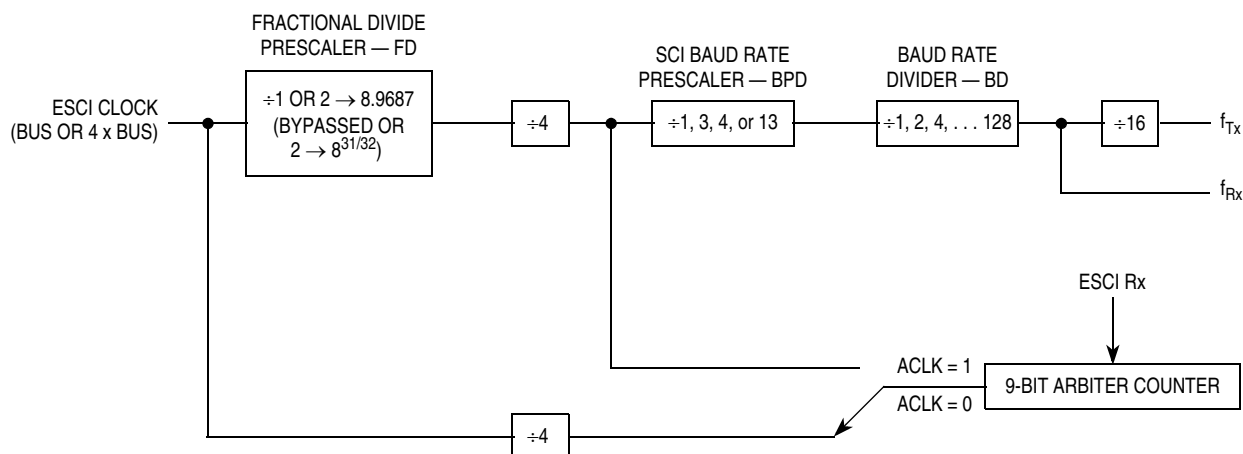 FRACTIONAL DIVIDE
PRESCALER — FD
÷1 OR 2 → 8.9687
(BYPASSED OR
2 → 8^31/32)
ESCI CLOCK
(BUS OR 4 x BUS)
÷4
SCI BAUD RATE
PRESCALER — BPD
÷1, 3, 4, or 13
BAUD RATE
DIVIDER — BD
÷1, 2, 4, . . . 128
÷16
fTx
fRx
ESCI Rx
ACLK = 1
ACLK = 0
9-BIT ARBITER COUNTER
÷4